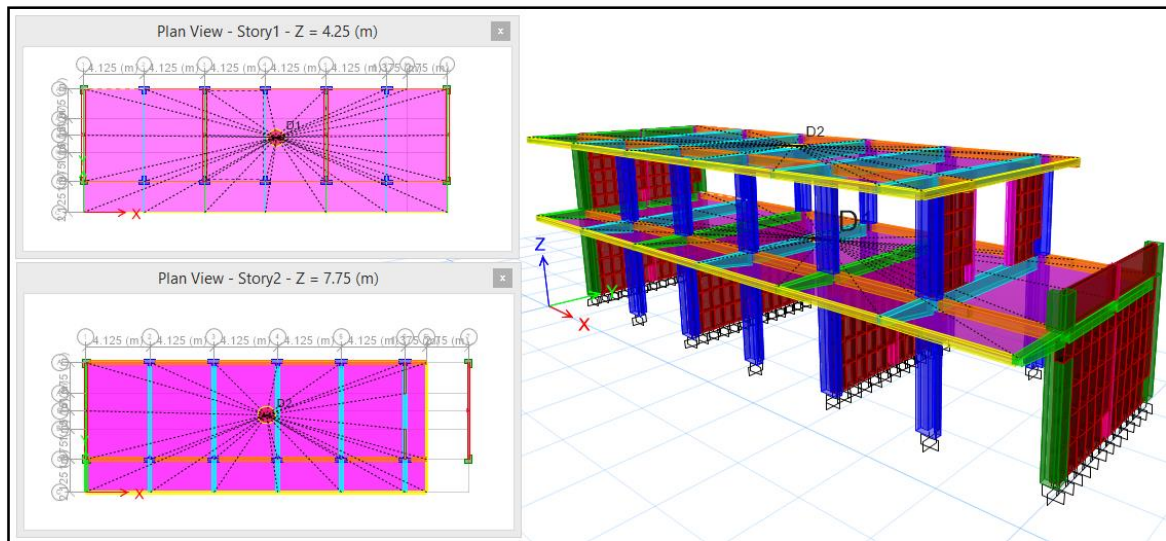 Plan View - Story1 - Z = 4.25 (m)
x
4.125 (m) 4.125 (m) 4.125 (m) 4.125 (m) 4.125 (m)
D1
X
Plan View - Story2 - Z = 7.75 (m)
x
4.125 (m) 4.125 (m) 4.125 (m) 4.125 (m) 4.125 (m)
D2
X
D2
D
Z
Y
X